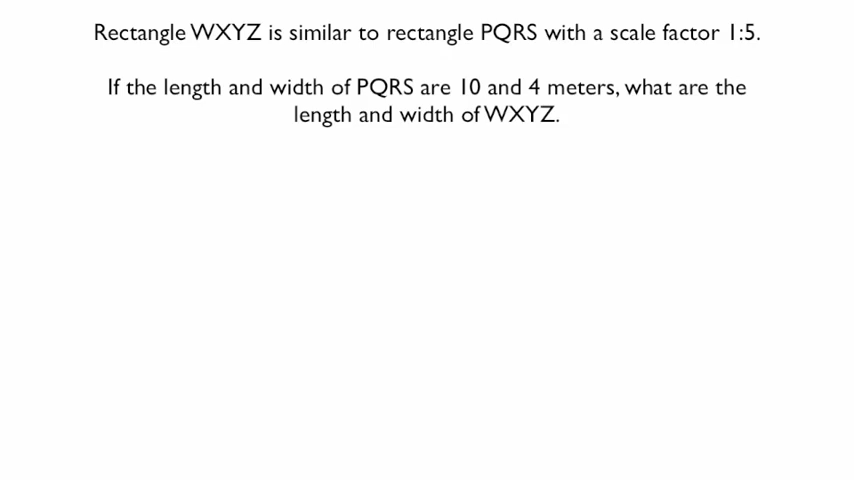 Rectangle WXYZ is similar to rectangle PQRS with a scale factor 1:5.
If the length and width of PQRS are 10 and 4 meters, what are the
length and width of WXYZ.